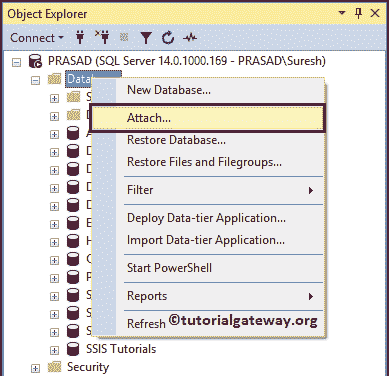 Object Explorer
Connect
PRASAD (SQL Server 14.0.1000.169 - PRASAD\Suresh)
New Database...
Attach...
Restore Database...
Restore Files and Filegroups...
Filter
Deploy Data-tier Application...
Import Data-tier Application...
Start PowerShell
Reports
Refresh
©tutorialgateway.org
SSIS Tutorials
Security